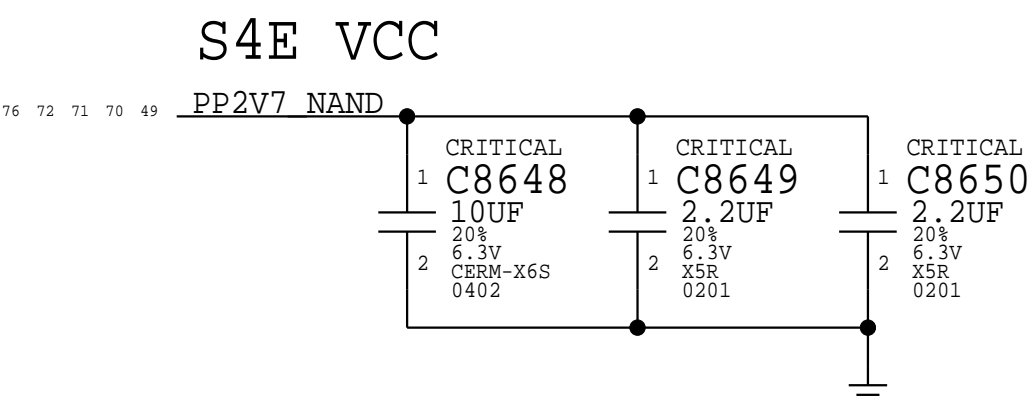 S4E VCC
76 72 71 70 49 PP2V7_NAND
CRITICAL
1 C8648
10UF
20%
6.3V
2 CERM-X6S
0402
CRITICAL
1 C8649
2.2UF
20%
6.3V
2 X5R
0201
CRITICAL
1 C8650
2.2UF
20%
6.3V
2 X5R
0201